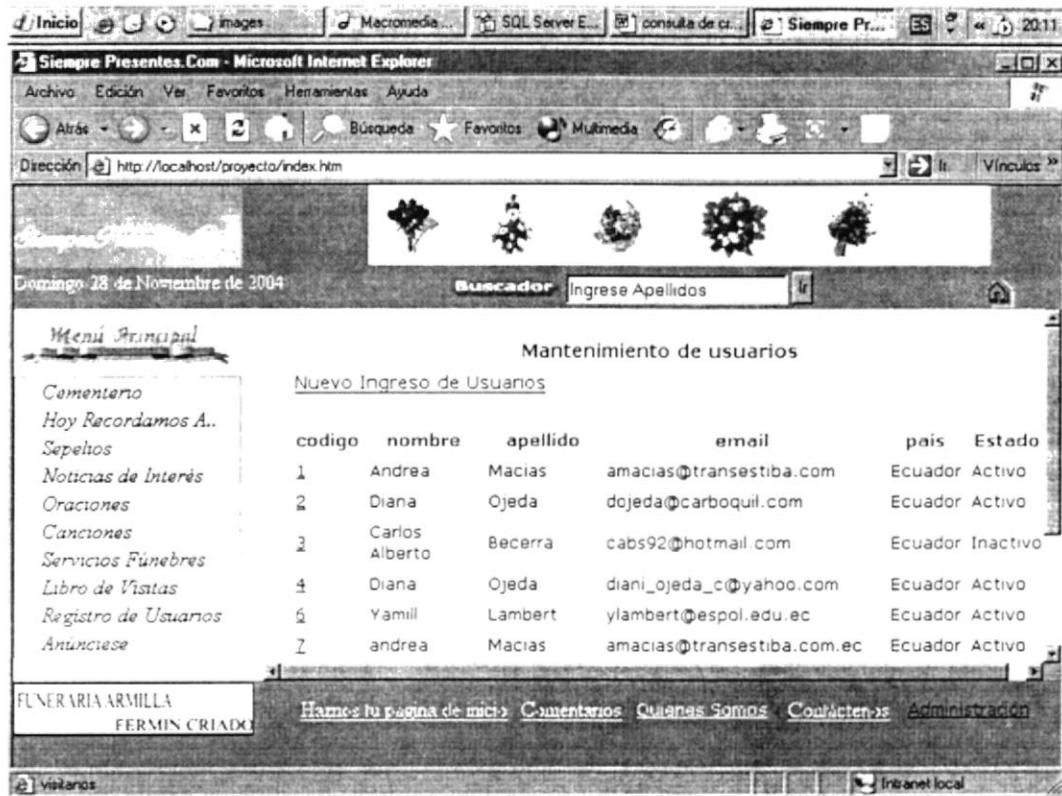 Inicio images Macromedia ... SQL Server E... consulta de cr... Siempre Pr... ES « 20:11
Siempre Presentes.Com - Microsoft Internet Explorer
Archivo Edición Ver Favoritos Herramientas Ayuda
Atrás Búsqueda Favoritos Multimedia
Dirección http://localhost/proyecto/index.htm Ir Vínculos »
Domingo 28 de Noviembre de 2004 Buscador Ingrese Apellidos Ir
Menú Principal
Mantenimiento de usuarios
Nuevo Ingreso de Usuarios
Cementerio
Hoy Recordamos A..
Sepelios
Noticias de Interés
Oraciones
Canciones
Servicios Fúnebres
Libro de Visitas
Registro de Usuarios
Anúnciese
codigo nombre apellido email país Estado
1 Andrea Macias amacias@transestiba.com Ecuador Activo
2 Diana Ojeda dojeda@carboquil.com Ecuador Activo
3 Carlos Alberto Becerra cabs92@hotmail.com Ecuador Inactivo
4 Diana Ojeda diani_ojeda_c@yahoo.com Ecuador Activo
6 Yamill Lambert ylambert@espol.edu.ec Ecuador Activo
7 andrea Macias amacias@transestiba.com.ec Ecuador Activo
FUNERARIA ARMILLA
FERMIN CRIADO
Haznos tu página de inicio Comentarios Quienes Somos Contáctenos Administración
visitanos Intranet local